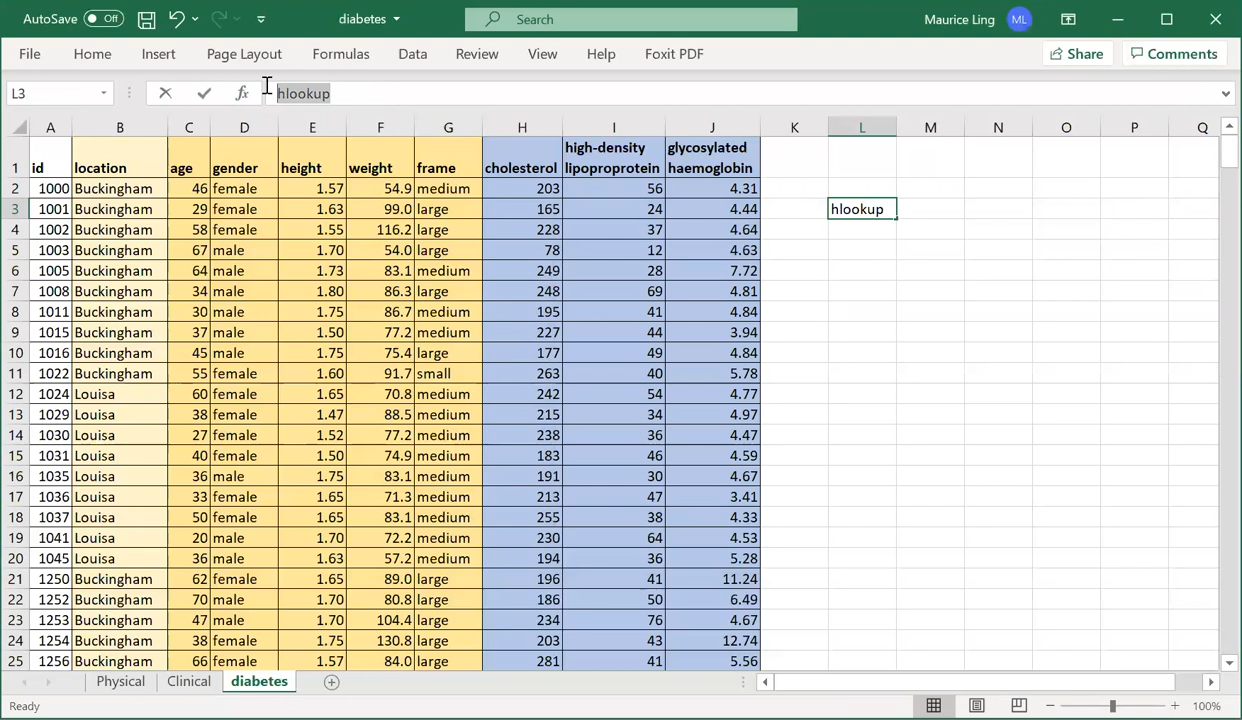 AutoSave Off diabetes Search Maurice Ling ML
File Home Insert Page Layout Formulas Data Review View Help Foxit PDF Share Comments
L3 fx hlookup
A B C D E F G H I J K L M N O P Q
high-density glycosylated
1 id location age gender height weight frame cholesterol lipoproprotein haemoglobin
2 1000 Buckingham 46 female 1.57 54.9 medium 203 56 4.31
3 1001 Buckingham 29 female 1.63 99.0 large 165 24 4.44 hlookup
4 1002 Buckingham 58 female 1.55 116.2 large 228 37 4.64
5 1003 Buckingham 67 male 1.70 54.0 large 78 12 4.63
6 1005 Buckingham 64 male 1.73 83.1 medium 249 28 7.72
7 1008 Buckingham 34 male 1.80 86.3 large 248 69 4.81
8 1011 Buckingham 30 male 1.75 86.7 medium 195 41 4.84
9 1015 Buckingham 37 male 1.50 77.2 medium 227 44 3.94
10 1016 Buckingham 45 male 1.75 75.4 large 177 49 4.84
11 1022 Buckingham 55 female 1.60 91.7 small 263 40 5.78
12 1024 Louisa 60 female 1.65 70.8 medium 242 54 4.77
13 1029 Louisa 38 female 1.47 88.5 medium 215 34 4.97
14 1030 Louisa 27 female 1.52 77.2 medium 238 36 4.47
15 1031 Louisa 40 female 1.50 74.9 medium 183 46 4.59
16 1035 Louisa 36 male 1.75 83.1 medium 191 30 4.67
17 1036 Louisa 33 female 1.65 71.3 medium 213 47 3.41
18 1037 Louisa 50 female 1.65 83.1 medium 255 38 4.33
19 1041 Louisa 20 male 1.70 72.2 medium 230 64 4.53
20 1045 Louisa 36 male 1.63 57.2 medium 194 36 5.28
21 1250 Buckingham 62 female 1.65 89.0 large 196 41 11.24
22 1252 Buckingham 70 male 1.70 80.8 large 186 50 6.49
23 1253 Buckingham 47 male 1.70 104.4 large 234 76 4.67
24 1254 Buckingham 38 female 1.75 130.8 large 203 43 12.74
25 1256 Buckingham 66 female 1.57 84.0 large 281 41 5.56
Physical Clinical diabetes
Ready 100%